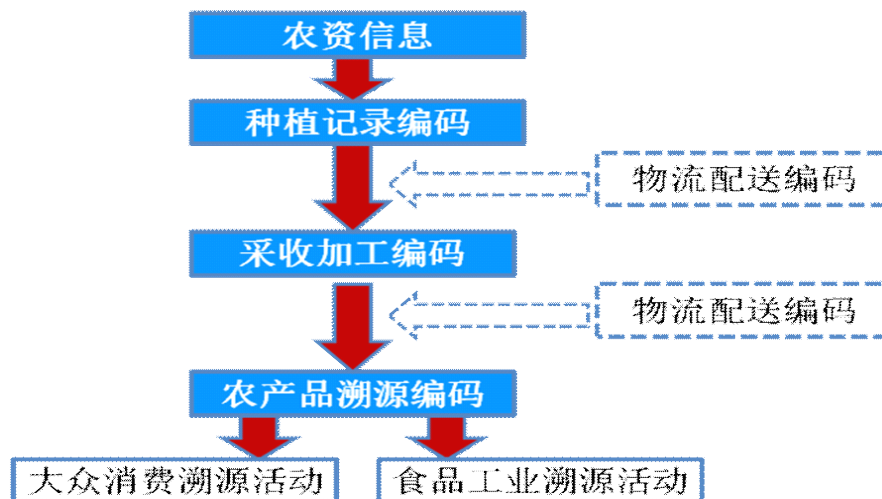 农资信息
种植记录编码
物流配送编码
采收加工编码
物流配送编码
农产品溯源编码
大众消费溯源活动
食品工业溯源活动